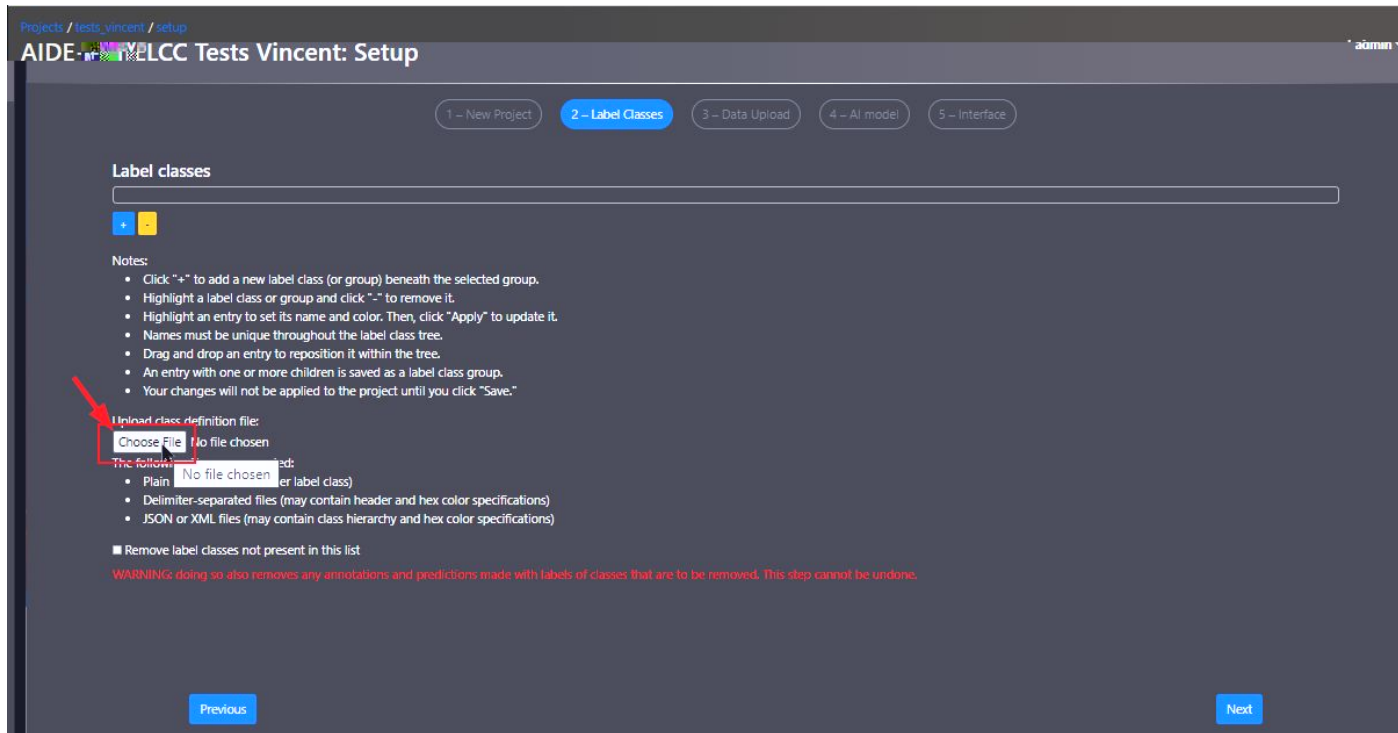 Projects / tests_vincent / setup
AIDE- LCC Tests Vincent: Setup
admin
1 – New Project
2 – Label Classes
3 – Data Upload
4 – AI model
5 – Interface
Label classes
+ -
Notes:
• Click "+" to add a new label class (or group) beneath the selected group.
• Highlight a label class or group and click "-" to remove it.
• Highlight an entry to set its name and color. Then, click "Apply" to update it.
• Names must be unique throughout the label class tree.
• Drag and drop an entry to reposition it within the tree.
• An entry with one or more children is saved as a label class group.
• Your changes will not be applied to the project until you click "Save."
Upload class definition file:
Choose File No file chosen
The following
No file chosen
• Plain er label class)
• Delimiter-separated files (may contain header and hex color specifications)
• JSON or XML files (may contain class hierarchy and hex color specifications)
Remove label classes not present in this list
WARNING: doing so also removes any annotations and predictions made with labels of classes that are to be removed. This step cannot be undone.
Previous
Next